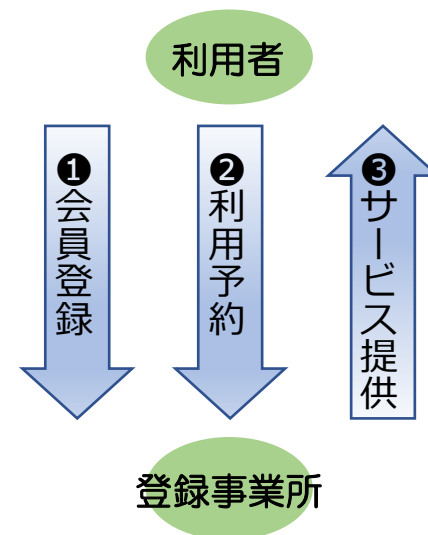 利用者
❶会員登録
❷利用予約
❸サービス提供
登録事業所